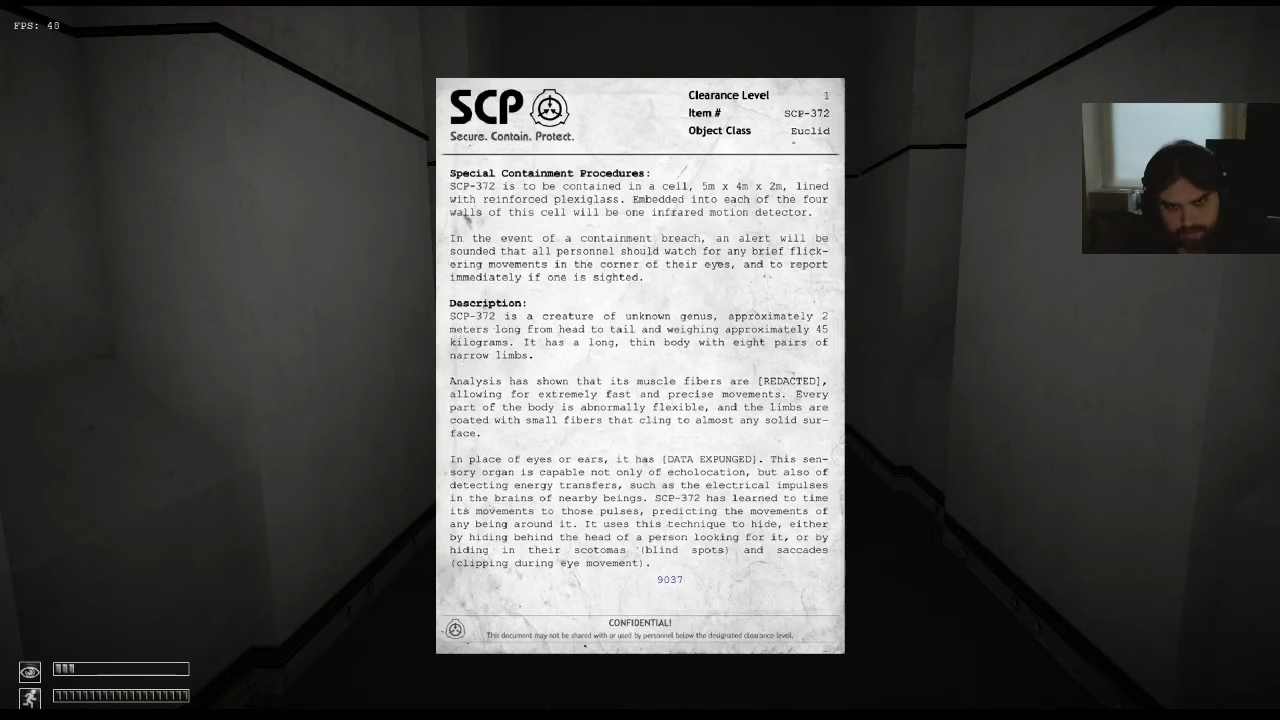 FPS: 48
SCP
Secure. Contain. Protect.
Clearance Level 1
Item # SCP-372
Object Class Euclid
Special Containment Procedures:
SCP-372 is to be contained in a cell, 5m x 4m x 2m, lined
with reinforced plexiglass. Embedded into each of the four
walls of this cell will be one infrared motion detector.
In the event of a containment breach, an alert will be
sounded that all personnel should watch for any brief flick-
ering movements in the corner of their eyes, and to report
immediately if one is sighted.
Description:
SCP-372 is a creature of unknown genus, approximately 2
meters long from head to tail and weighing approximately 45
kilograms. It has a long, thin body with eight pairs of
narrow limbs.
Analysis has shown that its muscle fibers are [REDACTED],
allowing for extremely fast and precise movements. Every
part of the body is abnormally flexible, and the limbs are
coated with small fibers that cling to almost any solid sur-
face.
In place of eyes or ears, it has [DATA EXPUNGED]. This sen-
sory organ is capable not only of echolocation, but also of
detecting energy transfers, such as the electrical impulses
in the brains of nearby beings. SCP-372 has learned to time
its movements to those pulses, predicting the movements of
any being around it. It uses this technique to hide, either
by hiding behind the head of a person looking for it, or by
hiding in their scotomas (blind spots) and saccades
(clipping during eye movement).
9037
CONFIDENTIAL!
This document may not be shared with or used by personnel below the designated clearance level.